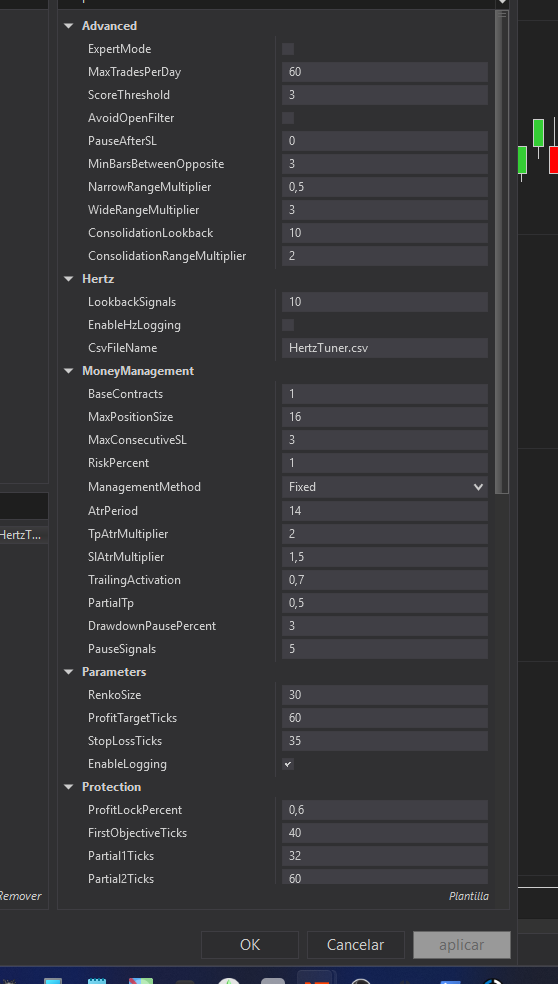 Advanced
ExpertMode
MaxTradesPerDay 60
ScoreThreshold 3
AvoidOpenFilter
PauseAfterSL 0
MinBarsBetweenOpposite 3
NarrowRangeMultiplier 0,5
WideRangeMultiplier 3
ConsolidationLookback 10
ConsolidationRangeMultiplier 2
Hertz
LookbackSignals 10
EnableHzLogging
CsvFileName HertzTuner.csv
MoneyManagement
BaseContracts 1
MaxPositionSize 16
MaxConsecutiveSL 3
RiskPercent 1
ManagementMethod Fixed
AtrPeriod 14
HertzT...
TpAtrMultiplier 2
SlAtrMultiplier 1,5
TrailingActivation 0,7
PartialTp 0,5
DrawdownPausePercent 3
PauseSignals 5
Parameters
RenkoSize 30
ProfitTargetTicks 60
StopLossTicks 35
EnableLogging
Protection
ProfitLockPercent 0,6
FirstObjectiveTicks 40
Partial1Ticks 32
Partial2Ticks 60
Remover
Plantilla
OK Cancelar aplicar